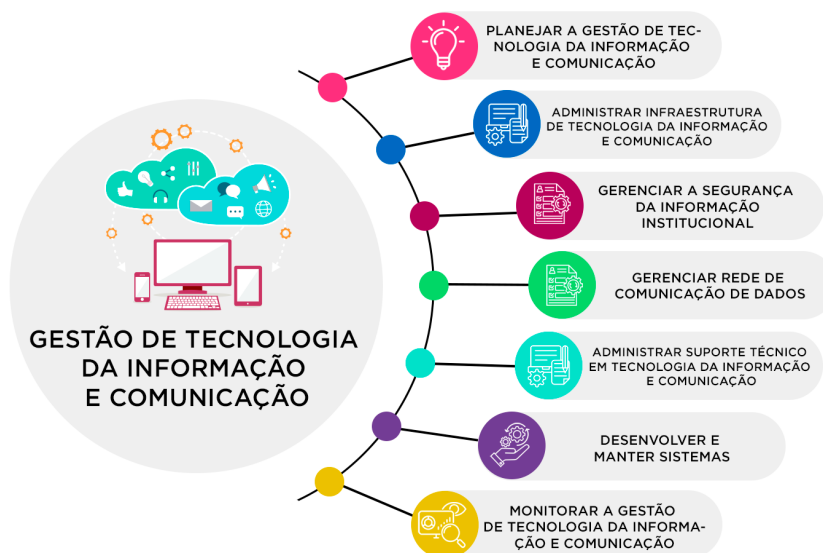 GESTÃO DE TECNOLOGIA
DA INFORMAÇÃO
E COMUNICAÇÃO
PLANEJAR A GESTÃO DE TEC-
NOLOGIA DA INFORMAÇÃO
E COMUNICAÇÃO
ADMINISTRAR INFRAESTRUTURA
DE TECNOLOGIA DA INFORMAÇÃO
E COMUNICAÇÃO
GERENCIAR A SEGURANÇA
DA INFORMAÇÃO
INSTITUCIONAL
GERENCIAR REDE DE
COMUNICAÇÃO DE DADOS
ADMINISTRAR SUPORTE TÉCNICO
EM TECNOLOGIA DA INFORMAÇÃO
E COMUNICAÇÃO
DESENVOLVER E
MANTER SISTEMAS
MONITORAR A GESTÃO
DE TECNOLOGIA DA INFORMA-
ÇÃO E COMUNICAÇÃO